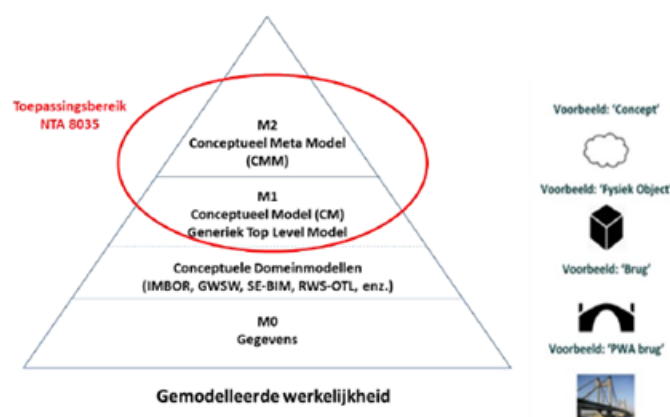 Toepassingsbereik
NTA 8035
M2
Conceptueel Meta Model
(CMM)
M1
Conceptueel Model (CM)
Generiek Top Level Model
Conceptuele Domeinmodellen
(IMBOR, GWSW, SE-BIM, RWS-OTL, enz.)
M0
Gegevens
Gemodelleerde werkelijkheid
Voorbeeld: 'Concept'
Voorbeeld: 'Fysiek Object'
Voorbeeld: 'Brug'
Voorbeeld: 'PWA brug'